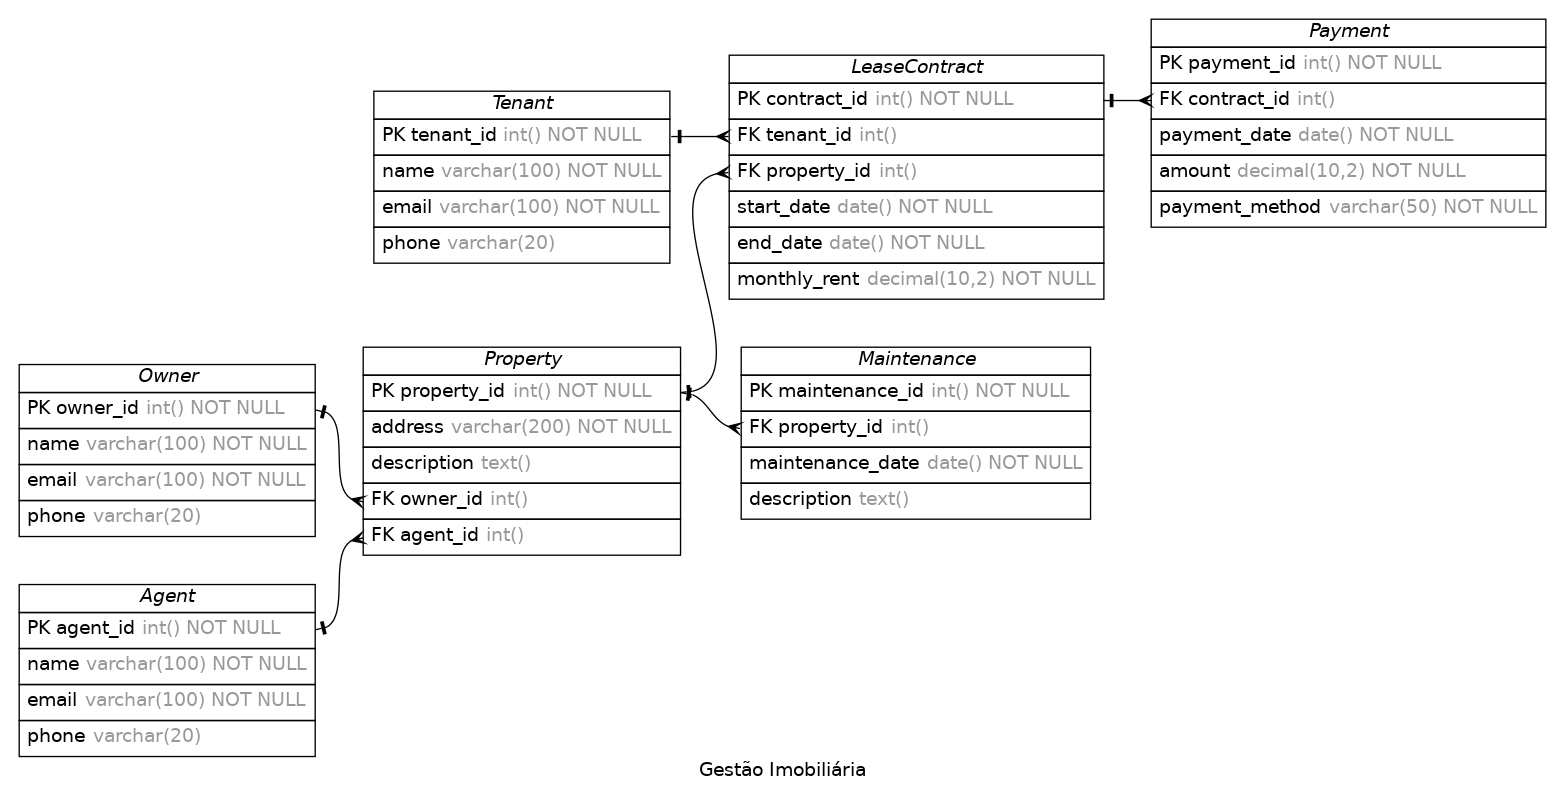 Payment
PK payment_id int() NOT NULL
FK contract_id int()
payment_date date() NOT NULL
amount decimal(10,2) NOT NULL
payment_method varchar(50) NOT NULL
LeaseContract
PK contract_id int() NOT NULL
FK tenant_id int()
FK property_id int()
start_date date() NOT NULL
end_date date() NOT NULL
monthly_rent decimal(10,2) NOT NULL
Tenant
PK tenant_id int() NOT NULL
name varchar(100) NOT NULL
email varchar(100) NOT NULL
phone varchar(20)
Property
PK property_id int() NOT NULL
address varchar(200) NOT NULL
description text()
FK owner_id int()
FK agent_id int()
Maintenance
PK maintenance_id int() NOT NULL
FK property_id int()
maintenance_date date() NOT NULL
description text()
Owner
PK owner_id int() NOT NULL
name varchar(100) NOT NULL
email varchar(100) NOT NULL
phone varchar(20)
Agent
PK agent_id int() NOT NULL
name varchar(100) NOT NULL
email varchar(100) NOT NULL
phone varchar(20)
Gestão Imobiliária